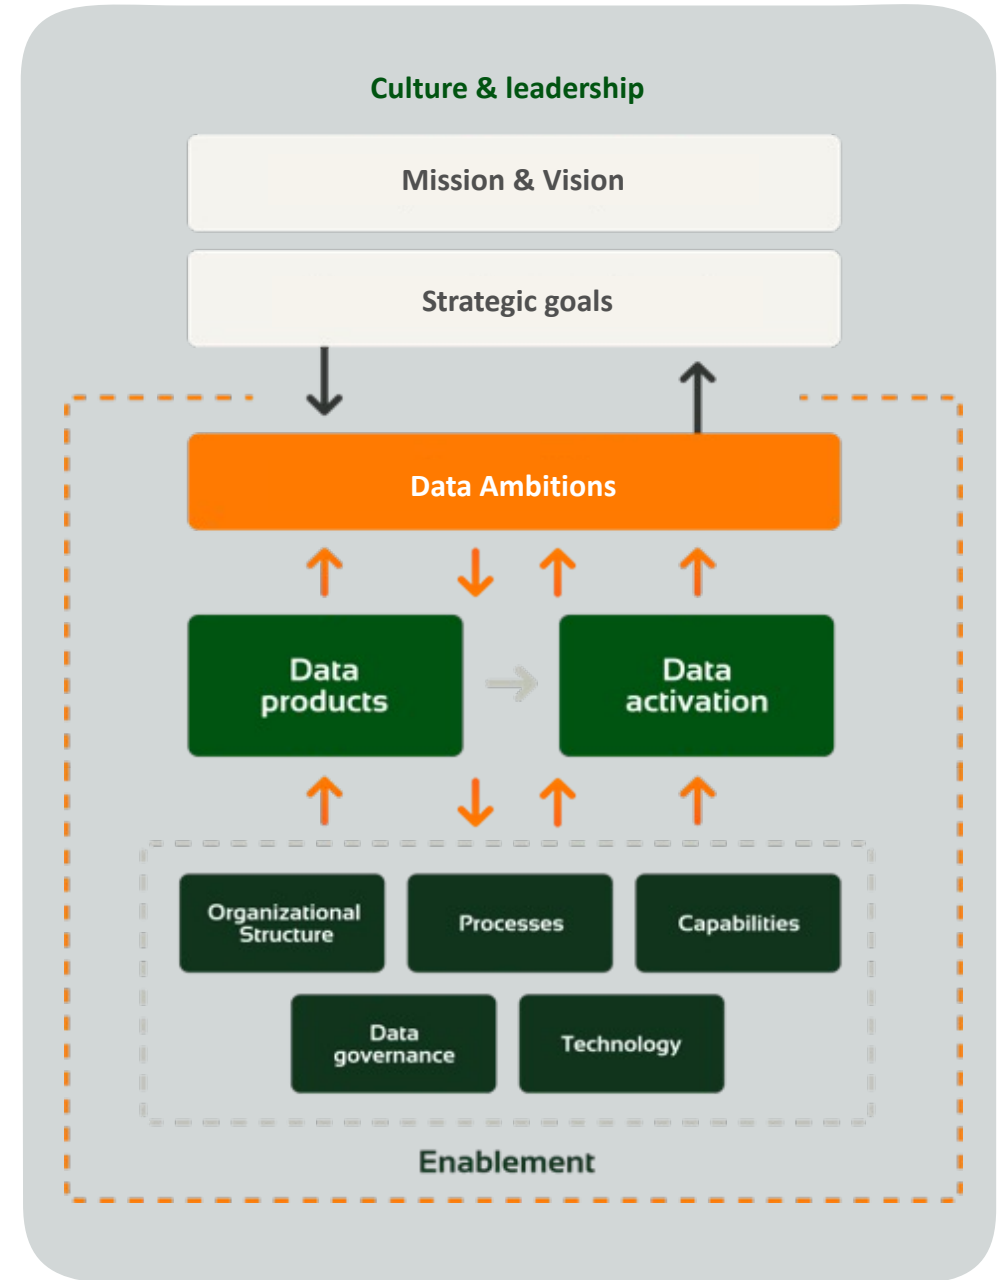 Culture & leadership
Mission & Vision
Strategic goals
Data Ambitions
Data
products
Data
activation
Organizational
Structure
Processes
Capabilities
Data
governance
Technology
Enablement